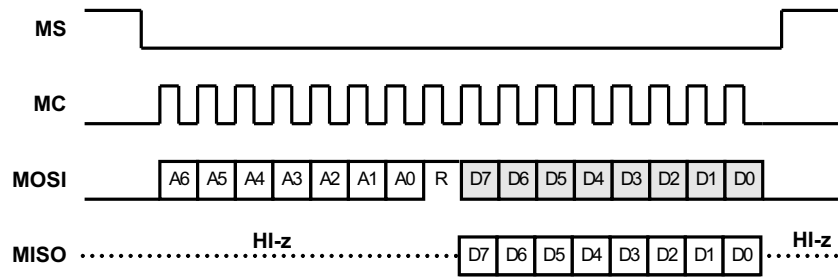 MS
MC
MOSI A6 A5 A4 A3 A2 A1 A0 R D7 D6 D5 D4 D3 D2 D1 D0
MISO HI-z D7 D6 D5 D4 D3 D2 D1 D0 HI-z